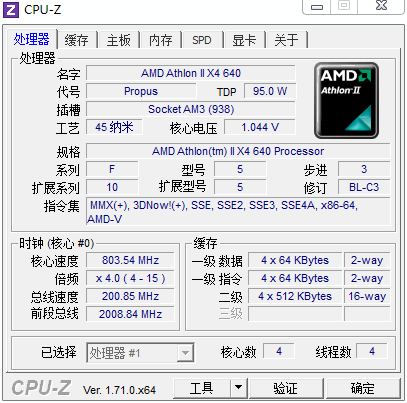 CPU-Z
处理器 缓存 主板 内存 SPD 显卡 关于
处理器
名字 AMD Athlon II X4 640
代号 Propus TDP 95.0 W
插槽 Socket AM3 (938)
工艺 45 纳米 核心电压 1.044 V
AMD
Athlon II
规格 AMD Athlon(tm) II X4 640 Processor
系列 F 型号 5 步进 3
扩展系列 10 扩展型号 5 修订 BL-C3
指令集 MMX(+), 3DNow!(+), SSE, SSE2, SSE3, SSE4A, x86-64,
AMD-V
时钟 (核心 #0)
核心速度 803.54 MHz
倍频 x 4.0 ( 4 - 15 )
总线速度 200.85 MHz
前段总线 2008.84 MHz
缓存
一级 数据 4 x 64 KBytes 2-way
一级 指令 4 x 64 KBytes 2-way
二级 4 x 512 KBytes 16-way
三级
已选择 处理器 #1 核心数 4 线程数 4
CPU-Z Ver. 1.71.0.x64 工具 验证 确定